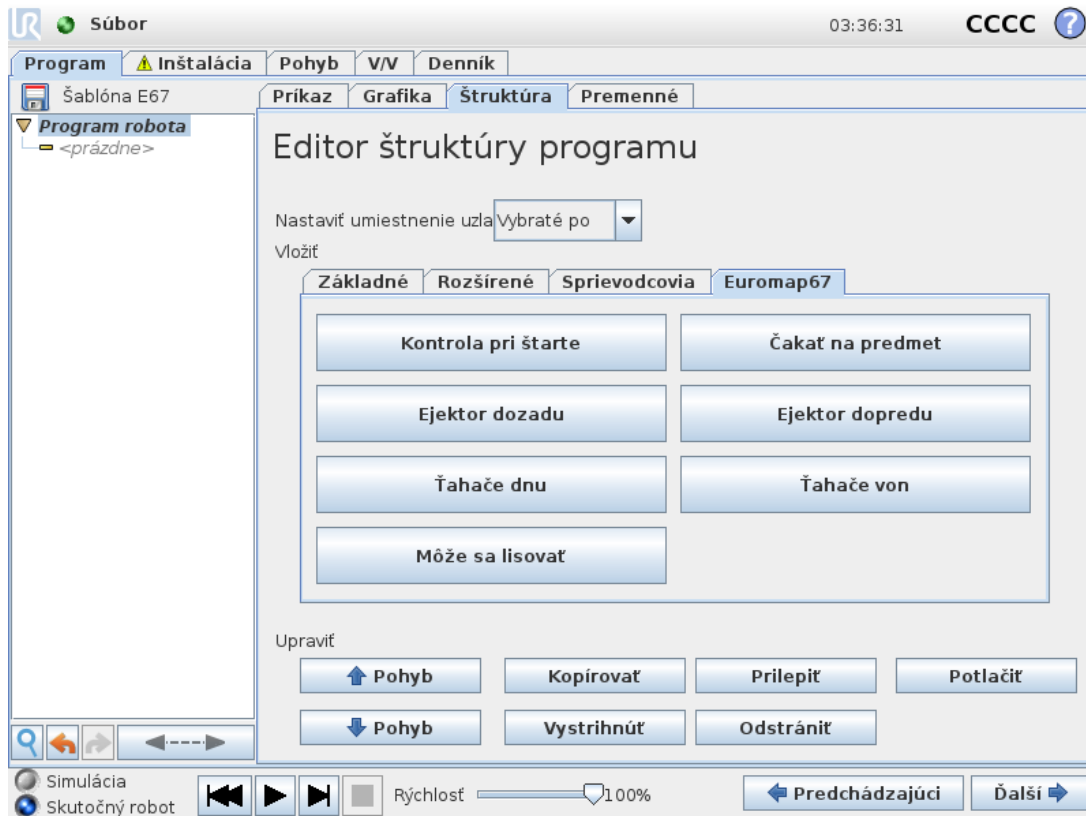 UR Súbor 03:36:31 CCCC ?
Program Inštalácia Pohyb V/V Denník
Šablóna E67 Príkaz Grafika Štruktúra Premenné
Program robota
<prázdne>
Editor štruktúry programu
Nastaviť umiestnenie uzla Vybraté po
Vložiť
Základné Rozšírené Sprievodcovia Euromap67
Kontrola pri štarte Čakať na predmet
Ejektor dozadu Ejektor dopredu
Ťahače dnu Ťahače von
Môže sa lisovať
Upraviť
Pohyb Kopírovať Prilepiť Potlačiť
Pohyb Vystrihnúť Odstrániť
Simulácia
Skutočný robot
Rýchlosť 100% Predchádzajúci Ďalší